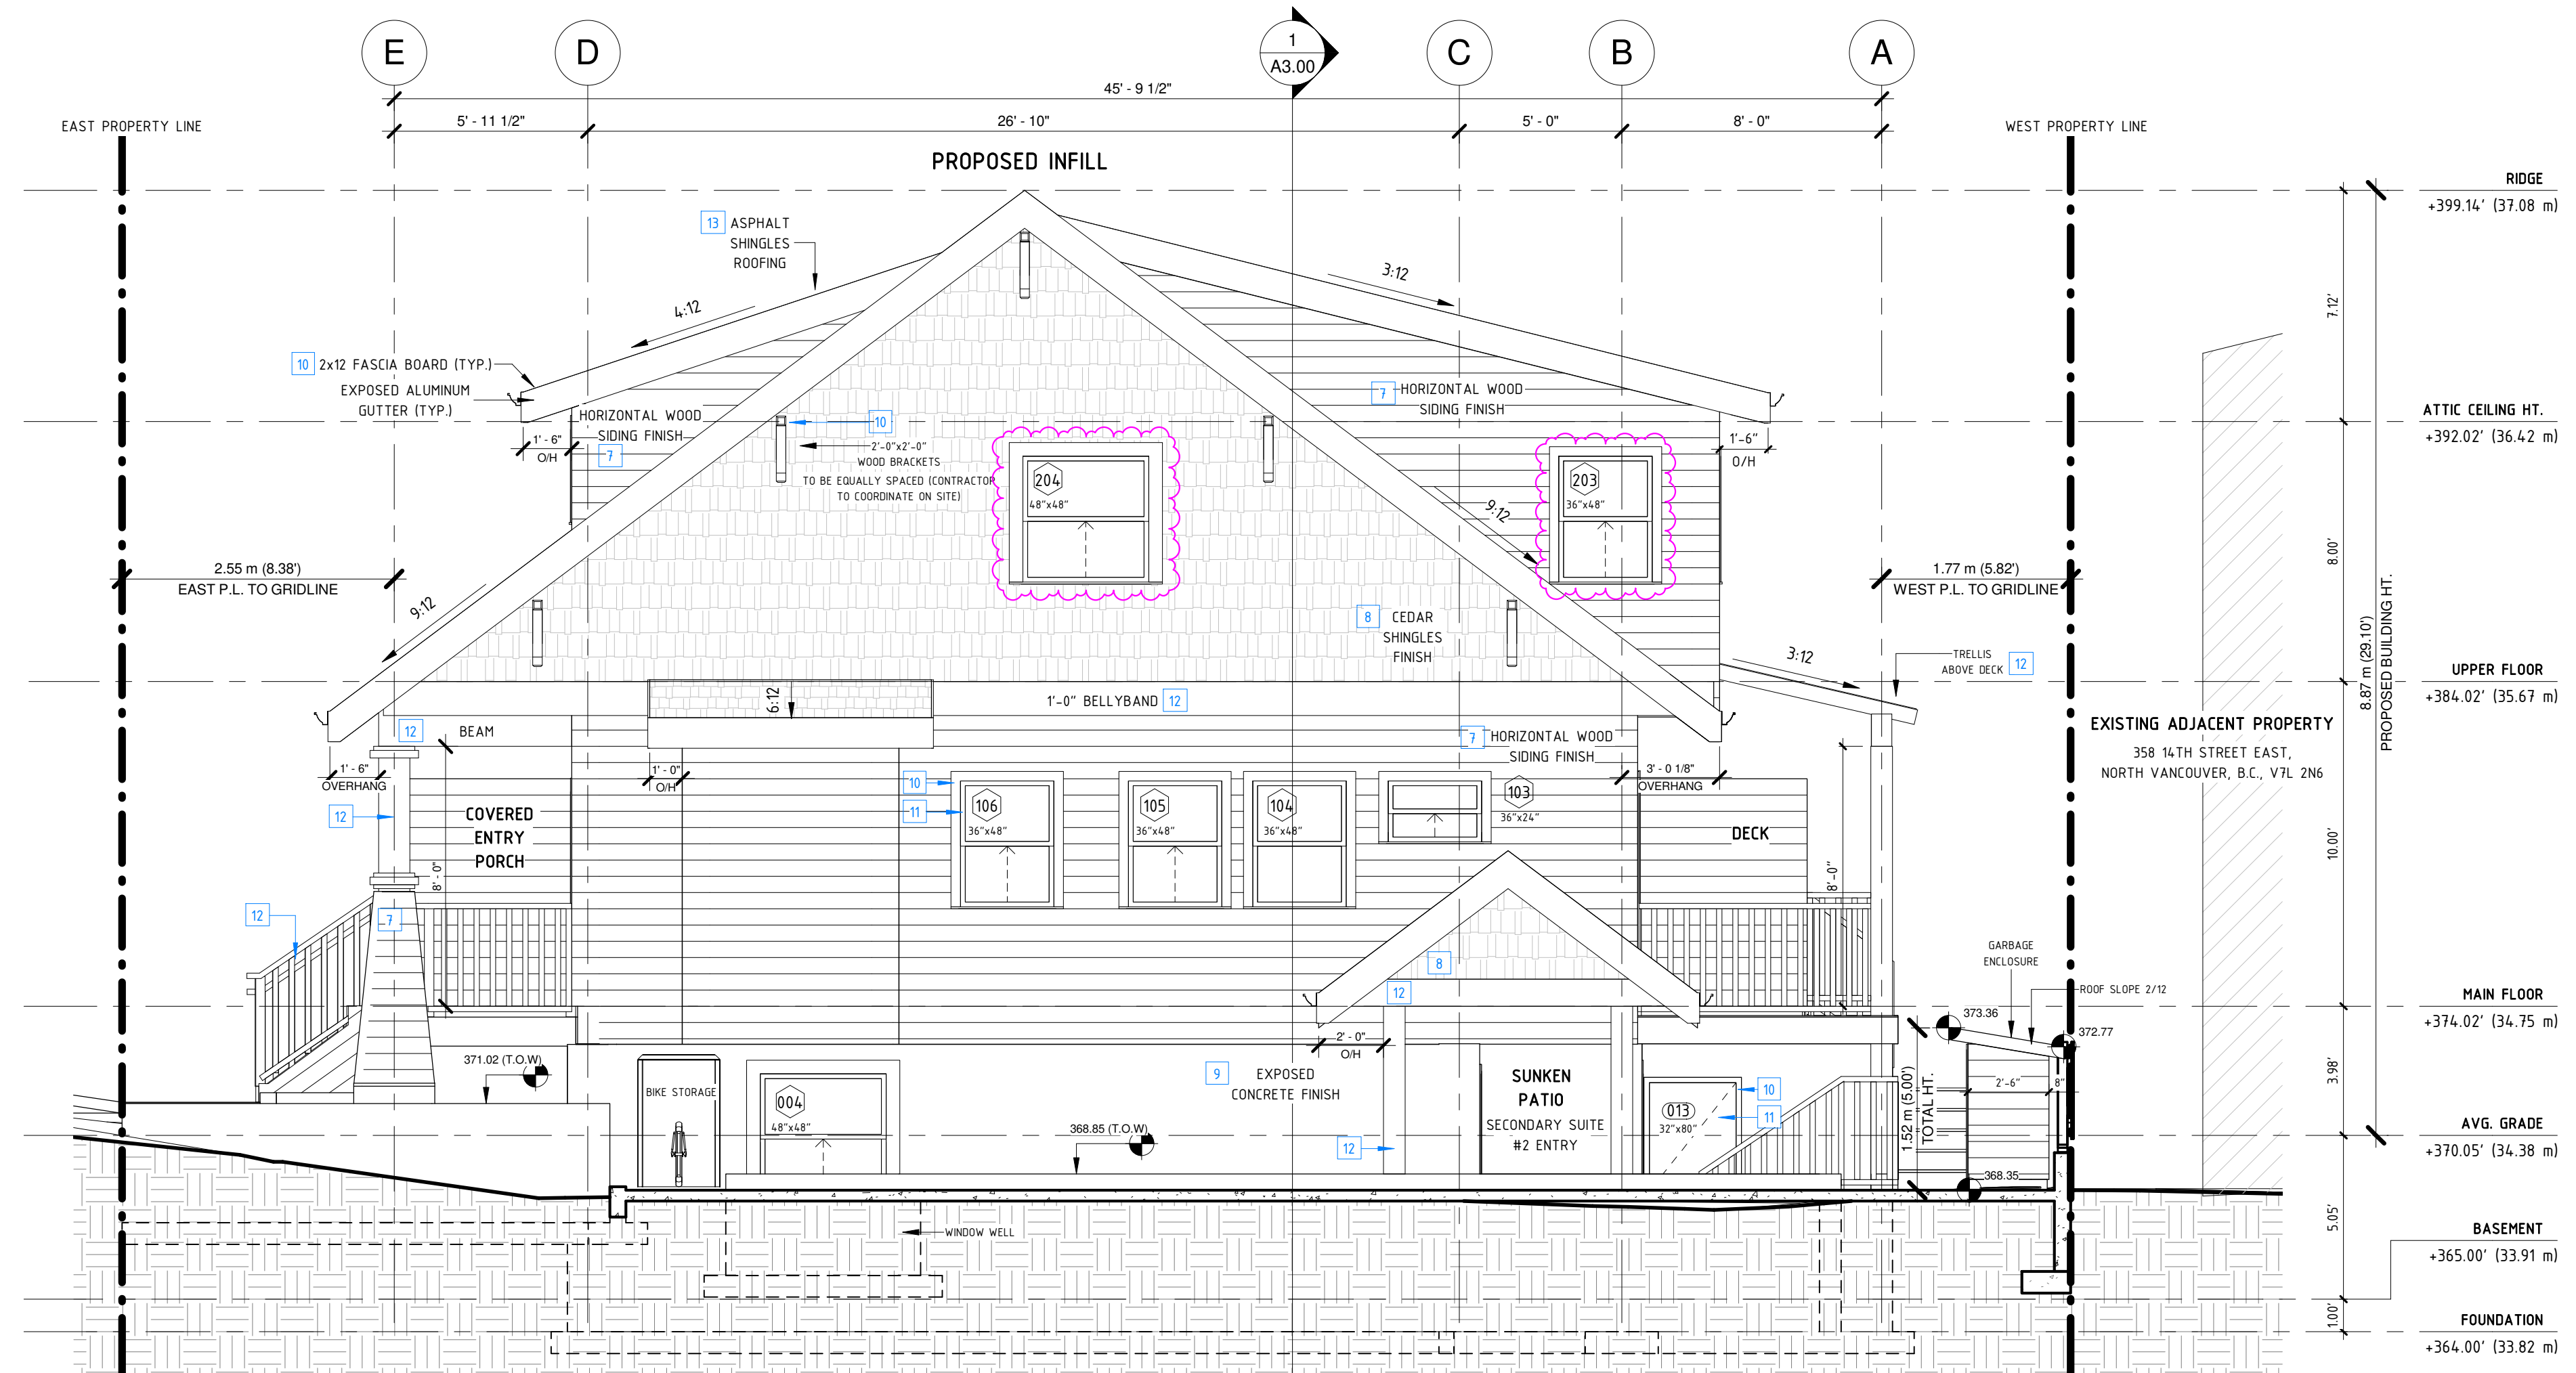 E
D
1
A3.00
C
B
A
45' - 9 1/2"
5' - 11 1/2"
26' - 10"
5' - 0"
8' - 0"
EAST PROPERTY LINE
WEST PROPERTY LINE
PROPOSED INFILL
RIDGE
+399.14' (37.08 m)
13 ASPHALT
SHINGLES
ROOFING
4:12
3:12
7.12'
10 2x12 FASCIA BOARD (TYP.)
EXPOSED ALUMINUM
GUTTER (TYP.)
HORIZONTAL WOOD
SIDING FINISH
7
1' - 6"
O/H
10
2'-0"x2'-0"
WOOD BRACKETS
TO BE EQUALLY SPACED (CONTRACTOR
TO COORDINATE ON SITE)
7 HORIZONTAL WOOD
SIDING FINISH
1'-6"
O/H
ATTIC CEILING HT.
+392.02' (36.42 m)
204
48"x48"
203
36"x48"
9:12
8.00'
2.55 m (8.38')
EAST P.L. TO GRIDLINE
1.77 m (5.82')
WEST P.L. TO GRIDLINE
9:12
8 CEDAR
SHINGLES
FINISH
8.87 m (29.10')
PROPOSED BUILDING HT.
3:12
TRELLIS
ABOVE DECK 12
UPPER FLOOR
+384.02' (35.67 m)
6:12
1'-0" BELLYBAND 12
12 BEAM
7 HORIZONTAL WOOD
SIDING FINISH
EXISTING ADJACENT PROPERTY
358 14TH STREET EAST,
NORTH VANCOUVER, B.C., V7L 2N6
1' - 6"
OVERHANG
1' - 0"
O/H
3' - 0 1/8"
OVERHANG
10
11
106
36"x48"
105
36"x48"
104
36"x48"
103
36"x24"
12
COVERED
ENTRY
PORCH
DECK
8' - 0"
8'-0"
10.00'
12
7
8
12
GARBAGE
ENCLOSURE
ROOF SLOPE 2/12
MAIN FLOOR
+374.02' (34.75 m)
373.36
372.77
2' - 0"
O/H
371.02 (T.O.W)
BIKE STORAGE
004
48"x48"
9 EXPOSED
CONCRETE FINISH
SUNKEN
PATIO
SECONDARY SUITE
#2 ENTRY
013
32"x80"
10
11
1.52 m (5.00')
TOTAL HT.
2'-6"
8"
3.98'
368.85 (T.O.W)
12
AVG. GRADE
+370.05' (34.38 m)
368.35
5.05'
WINDOW WELL
BASEMENT
+365.00' (33.91 m)
1.00'
FOUNDATION
+364.00' (33.82 m)